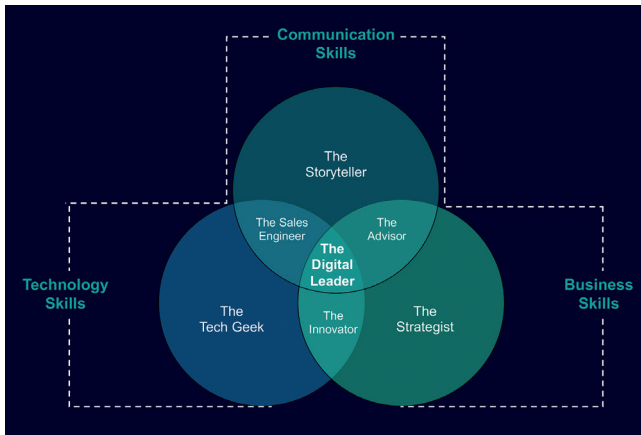 Communication
Skills
The
Storyteller
The Sales
Engineer
The
Advisor
The
Digital
Leader
Technology
Skills
Business
Skills
The
Tech Geek
The
Innovator
The
Strategist